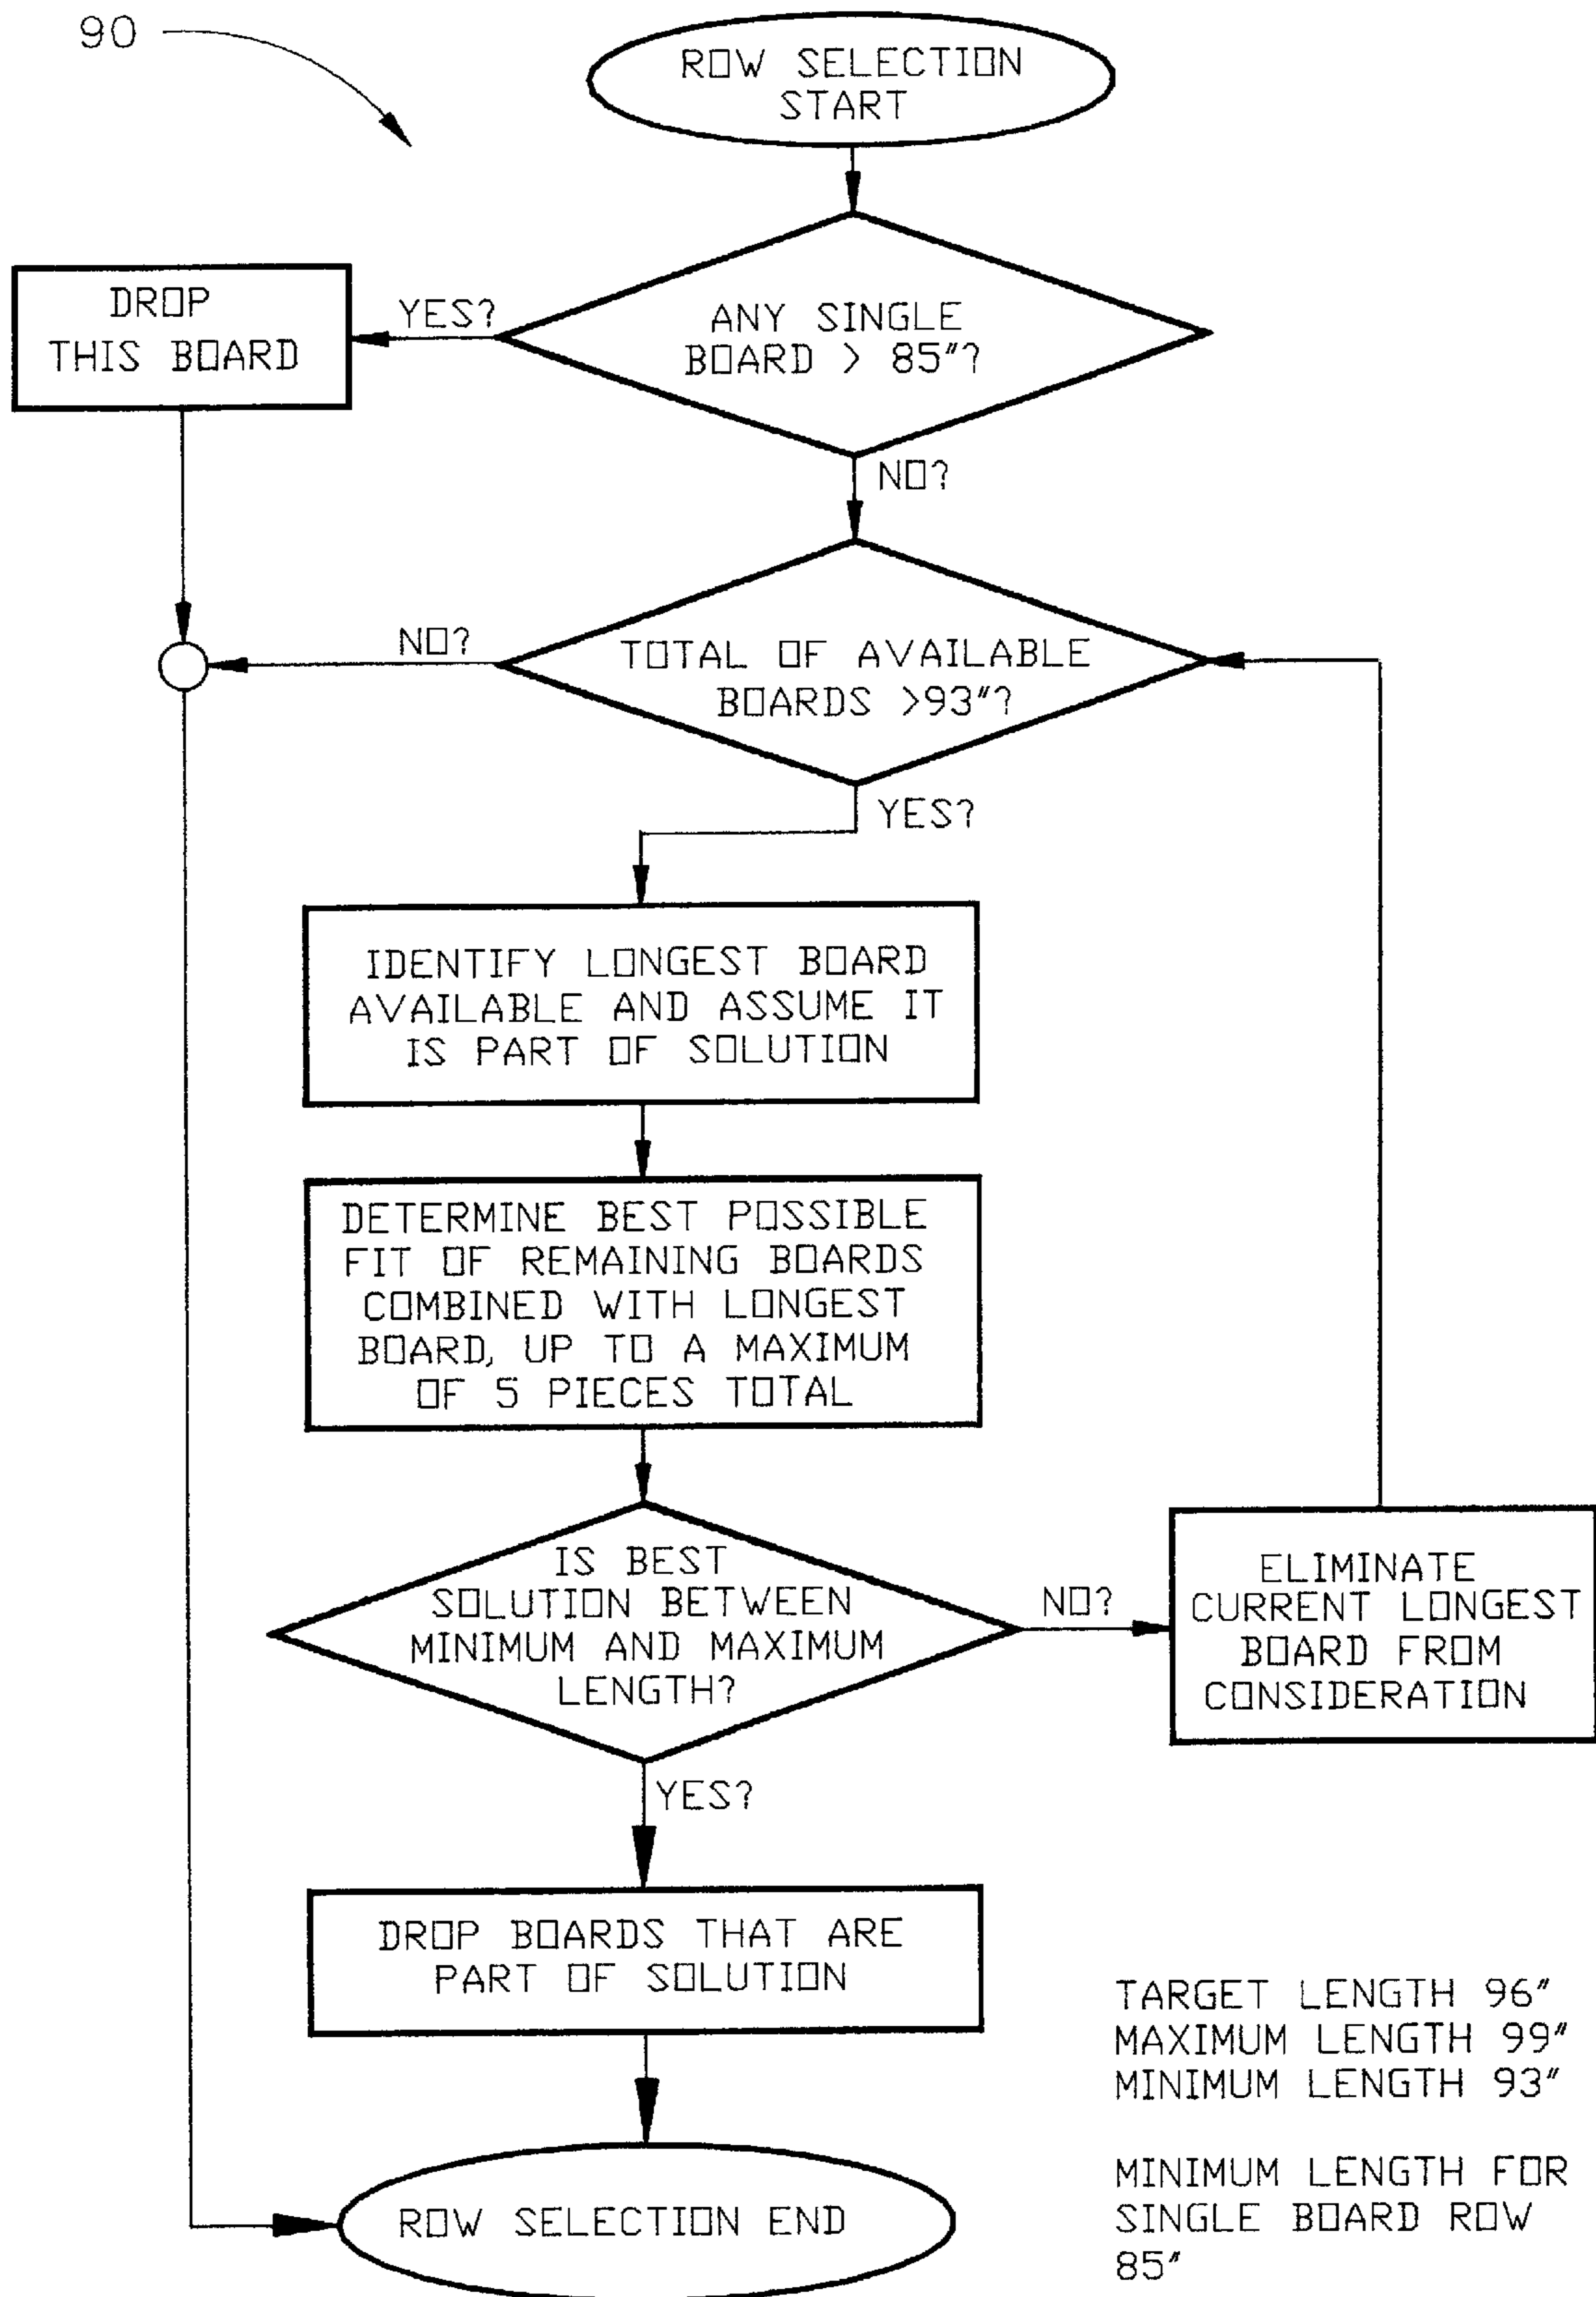 90
ROW SELECTION
START
DROP
THIS BOARD
YES?
ANY SINGLE
BOARD > 85"?
NO?
NO?
TOTAL OF AVAILABLE
BOARDS >93"?
YES?
IDENTIFY LONGEST BOARD
AVAILABLE AND ASSUME IT
IS PART OF SOLUTION
DETERMINE BEST POSSIBLE
FIT OF REMAINING BOARDS
COMBINED WITH LONGEST
BOARD, UP TO A MAXIMUM
OF 5 PIECES TOTAL
IS BEST
SOLUTION BETWEEN
MINIMUM AND MAXIMUM
LENGTH?
NO?
ELIMINATE
CURRENT LONGEST
BOARD FROM
CONSIDERATION
YES?
DROP BOARDS THAT ARE
PART OF SOLUTION
ROW SELECTION END
TARGET LENGTH 96"
MAXIMUM LENGTH 99"
MINIMUM LENGTH 93"
MINIMUM LENGTH FOR
SINGLE BOARD ROW
85"